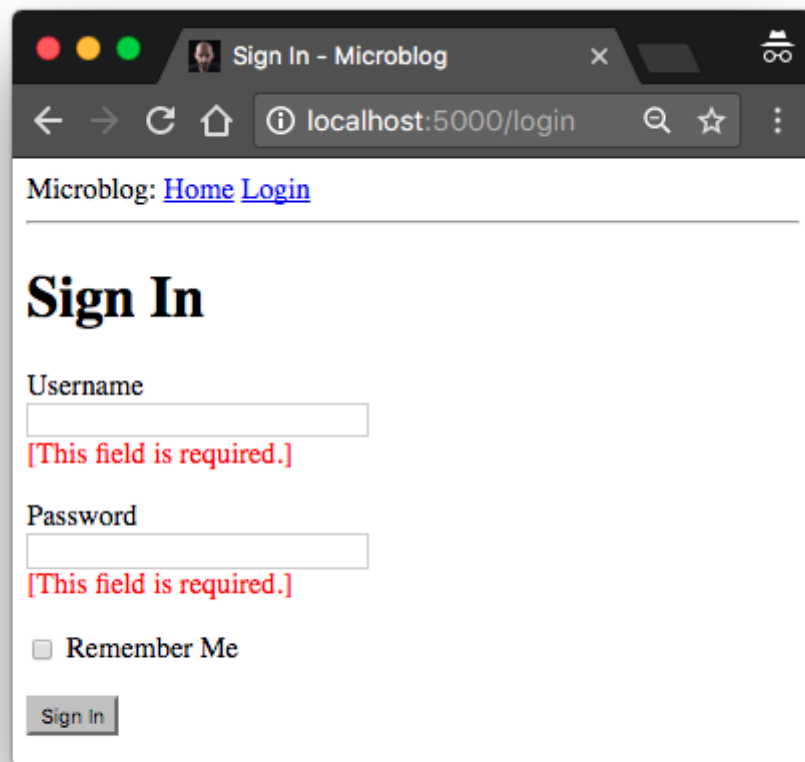 Sign In - Microblog
localhost:5000/login
Microblog: Home Login
Sign In
Username
[This field is required.]
Password
[This field is required.]
Remember Me
Sign In